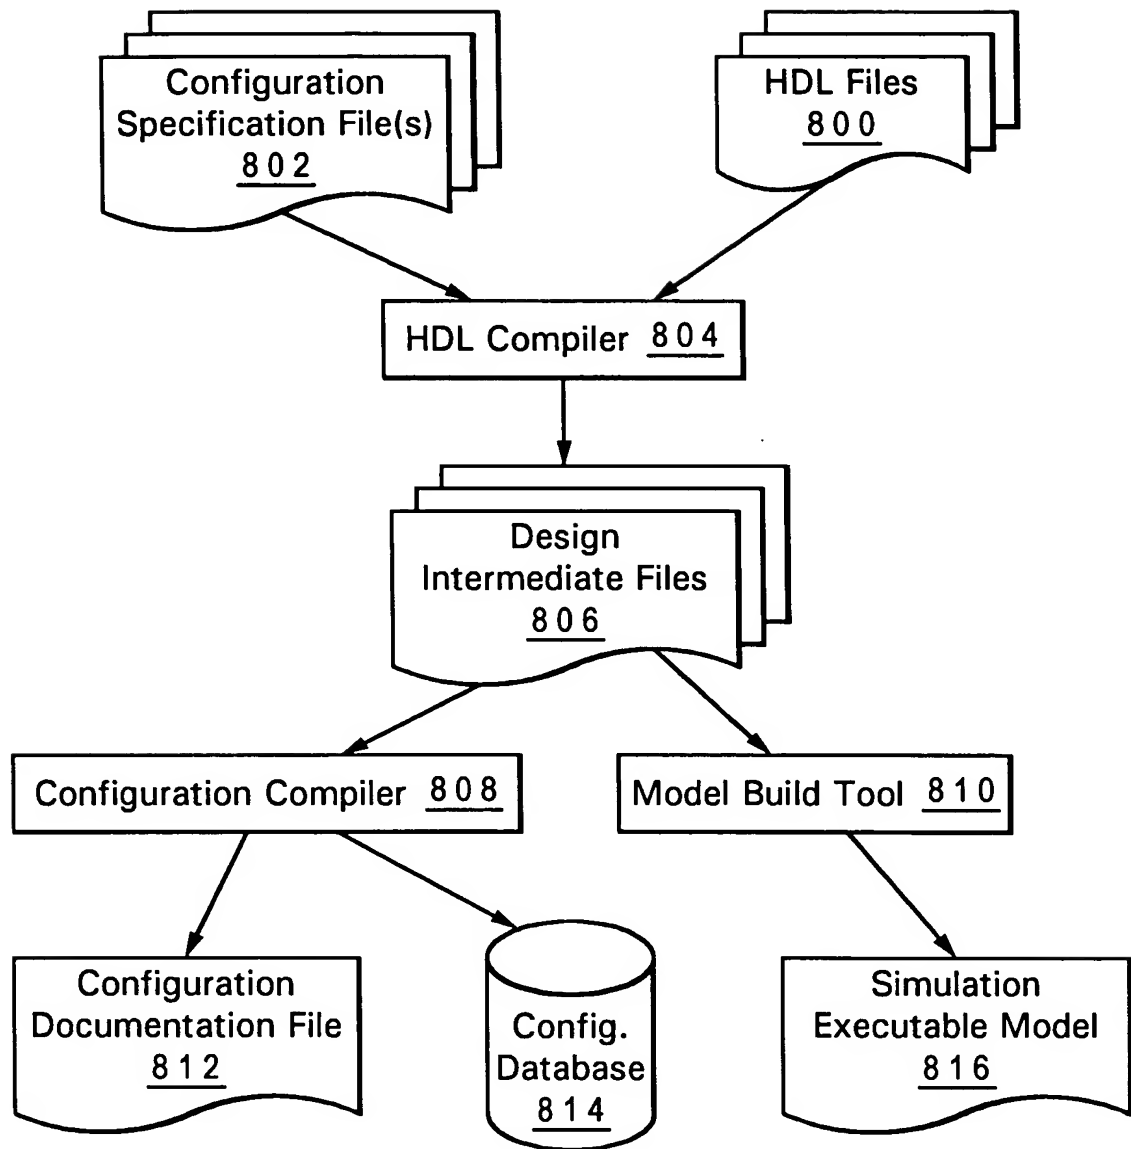 Configuration
Specification File(s)
802
HDL Files
800
HDL Compiler 804
Design
Intermediate Files
806
Configuration Compiler 808
Model Build Tool 810
Configuration
Documentation File
812
Config.
Database
814
Simulation
Executable Model
816